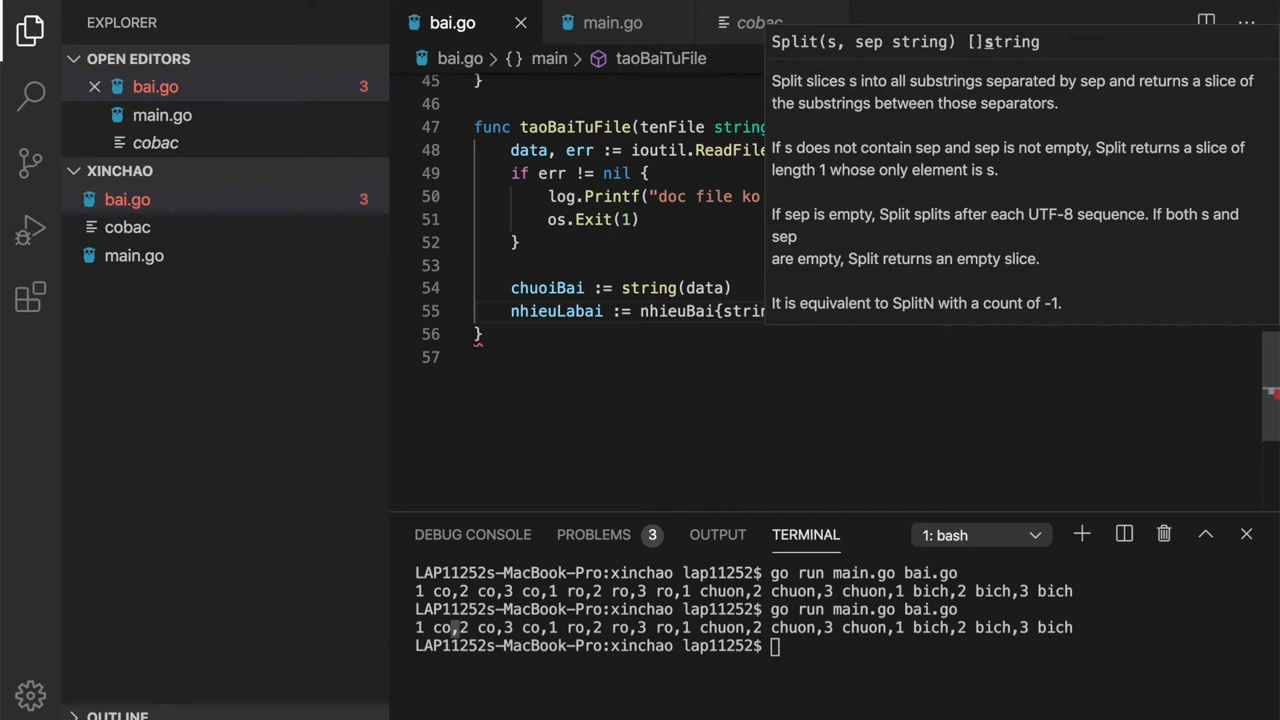 EXPLORER
OPEN EDITORS
bai.go 3
main.go
cobac
XINCHAO
bai.go 3
cobac
main.go
OUTLINE
bai.go
main.go
cobac
bai.go {} main taoBaiTuFile
45 }
46
47 func taoBaiTuFile(tenFile string
48 data, err := ioutil.ReadFile
49 if err != nil {
50 log.Printf("doc file ko
51 os.Exit(1)
52 }
53
54 chuoiBai := string(data)
55 nhieuLabai := nhieuBai{strin
56 }
57
Split(s, sep string) []string
Split slices s into all substrings separated by sep and returns a slice of
the substrings between those separators.
If s does not contain sep and sep is not empty, Split returns a slice of
length 1 whose only element is s.
If sep is empty, Split splits after each UTF-8 sequence. If both s and
sep
are empty, Split returns an empty slice.
It is equivalent to SplitN with a count of -1.
DEBUG CONSOLE PROBLEMS 3 OUTPUT TERMINAL 1: bash
LAP11252s-MacBook-Pro:xinchao lap11252$ go run main.go bai.go
1 co,2 co,3 co,1 ro,2 ro,3 ro,1 chuon,2 chuon,3 chuon,1 bich,2 bich,3 bich
LAP11252s-MacBook-Pro:xinchao lap11252$ go run main.go bai.go
1 co,2 co,3 co,1 ro,2 ro,3 ro,1 chuon,2 chuon,3 chuon,1 bich,2 bich,3 bich
LAP11252s-MacBook-Pro:xinchao lap11252$